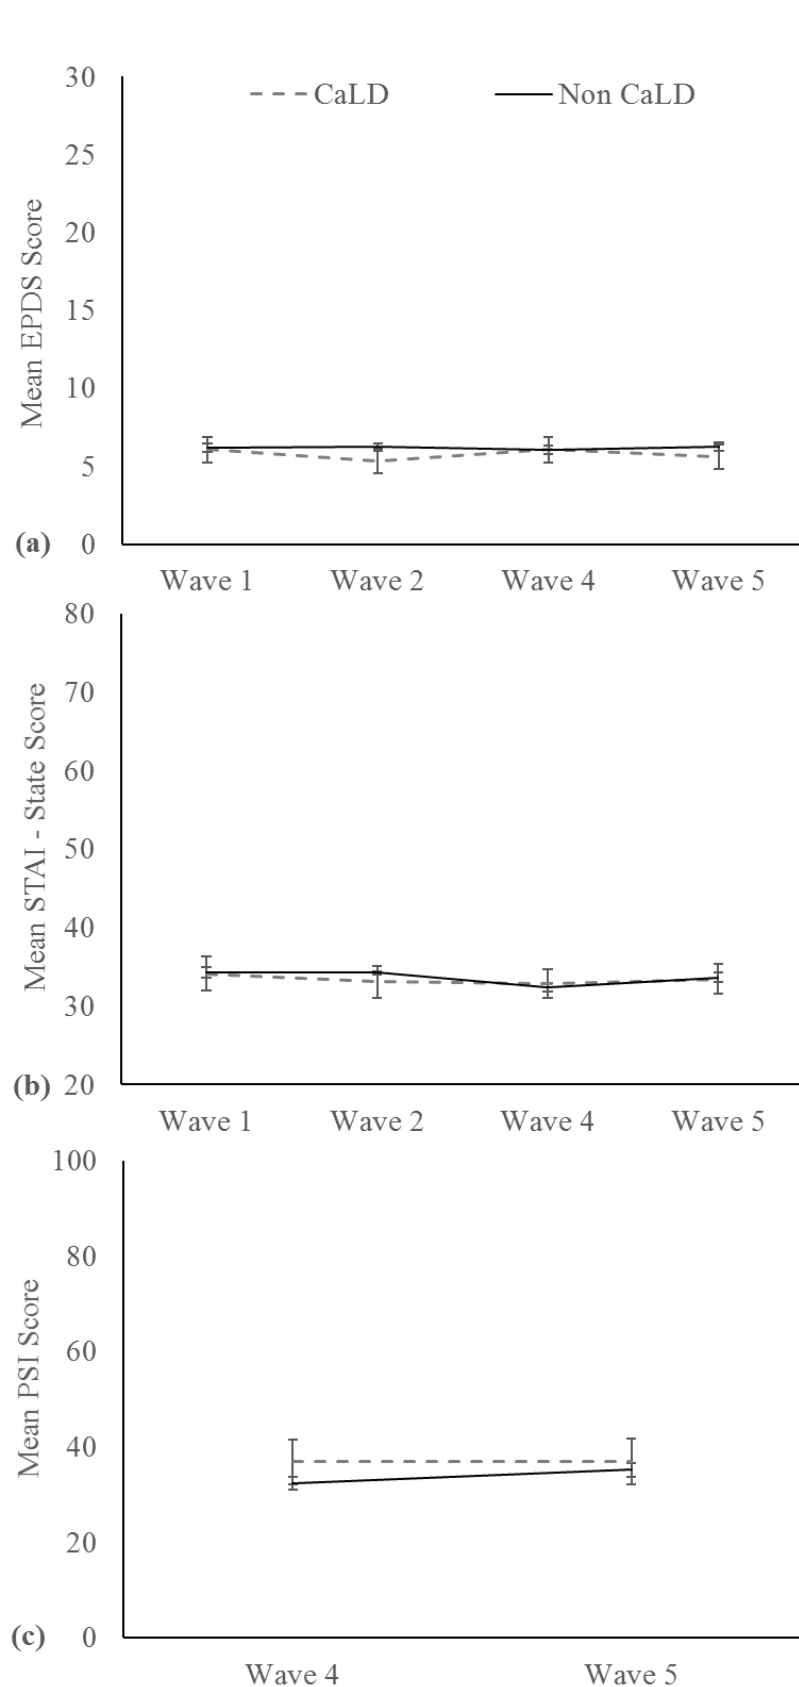 30
CaLD
Non CaLD
25
20
15
10
5
0
Mean EPDS Score
(a)
Wave 1
Wave 2
Wave 4
Wave 5
80
70
60
50
40
30
20
Mean STAI - State Score
(b)
Wave 1
Wave 2
Wave 4
Wave 5
100
80
60
40
20
0
Mean PSI Score
(c)
Wave 4
Wave 5